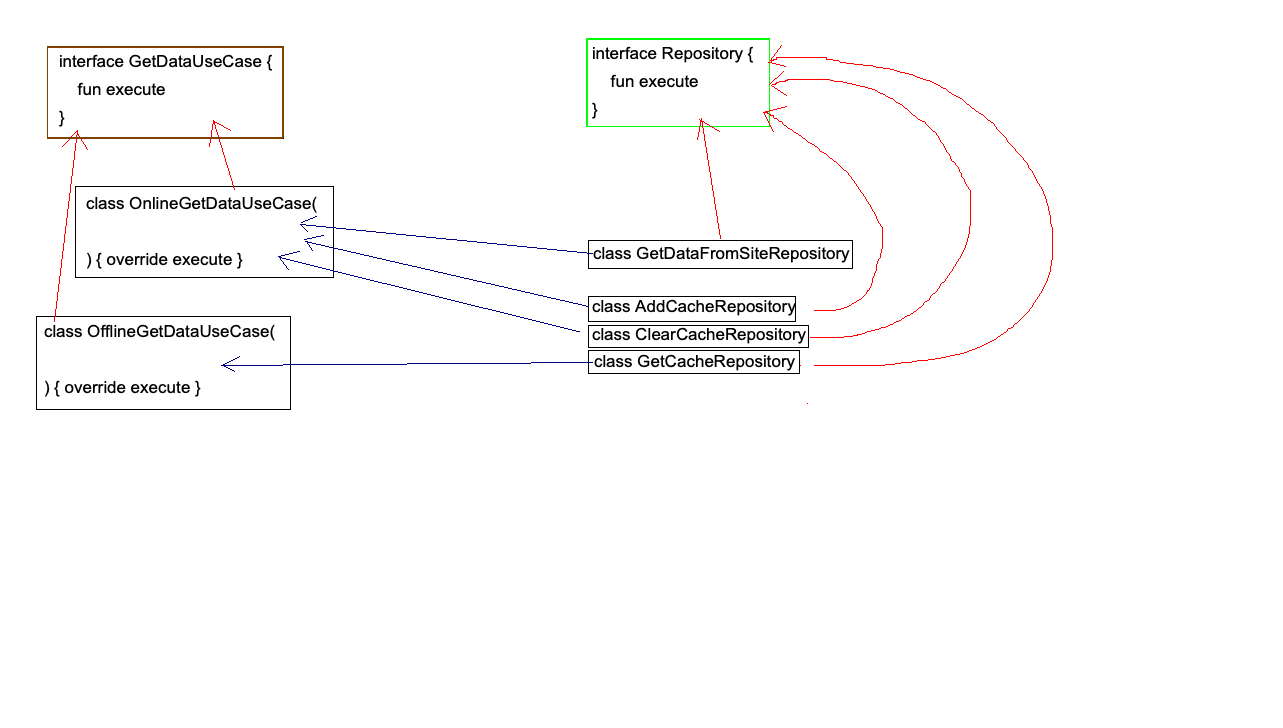 interface GetDataUseCase {
fun execute
}
interface Repository {
fun execute
}
class OnlineGetDataUseCase(
) { override execute }
class OfflineGetDataUseCase(
) { override execute }
class GetDataFromSiteRepository
class AddCacheRepository
class ClearCacheRepository
class GetCacheRepository